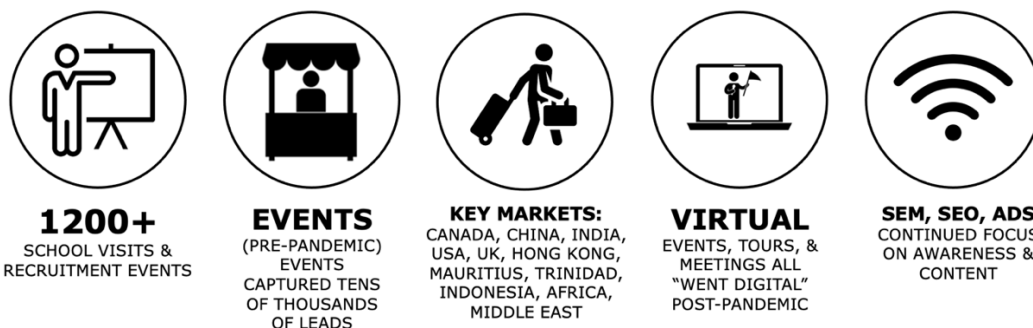 1200+
SCHOOL VISITS &
RECRUITMENT EVENTS
EVENTS
(PRE-PANDEMIC)
EVENTS
CAPTURED TENS
OF THOUSANDS
OF LEADS
KEY MARKETS:
CANADA, CHINA, INDIA,
USA, UK, HONG KONG,
MAURITIUS, TRINIDAD,
INDONESIA, AFRICA,
MIDDLE EAST
VIRTUAL
EVENTS, TOURS, &
MEETINGS ALL
“WENT DIGITAL”
POST-PANDEMIC
SEM, SEO, ADS
CONTINUED FOCUS
ON AWARENESS &
CONTENT